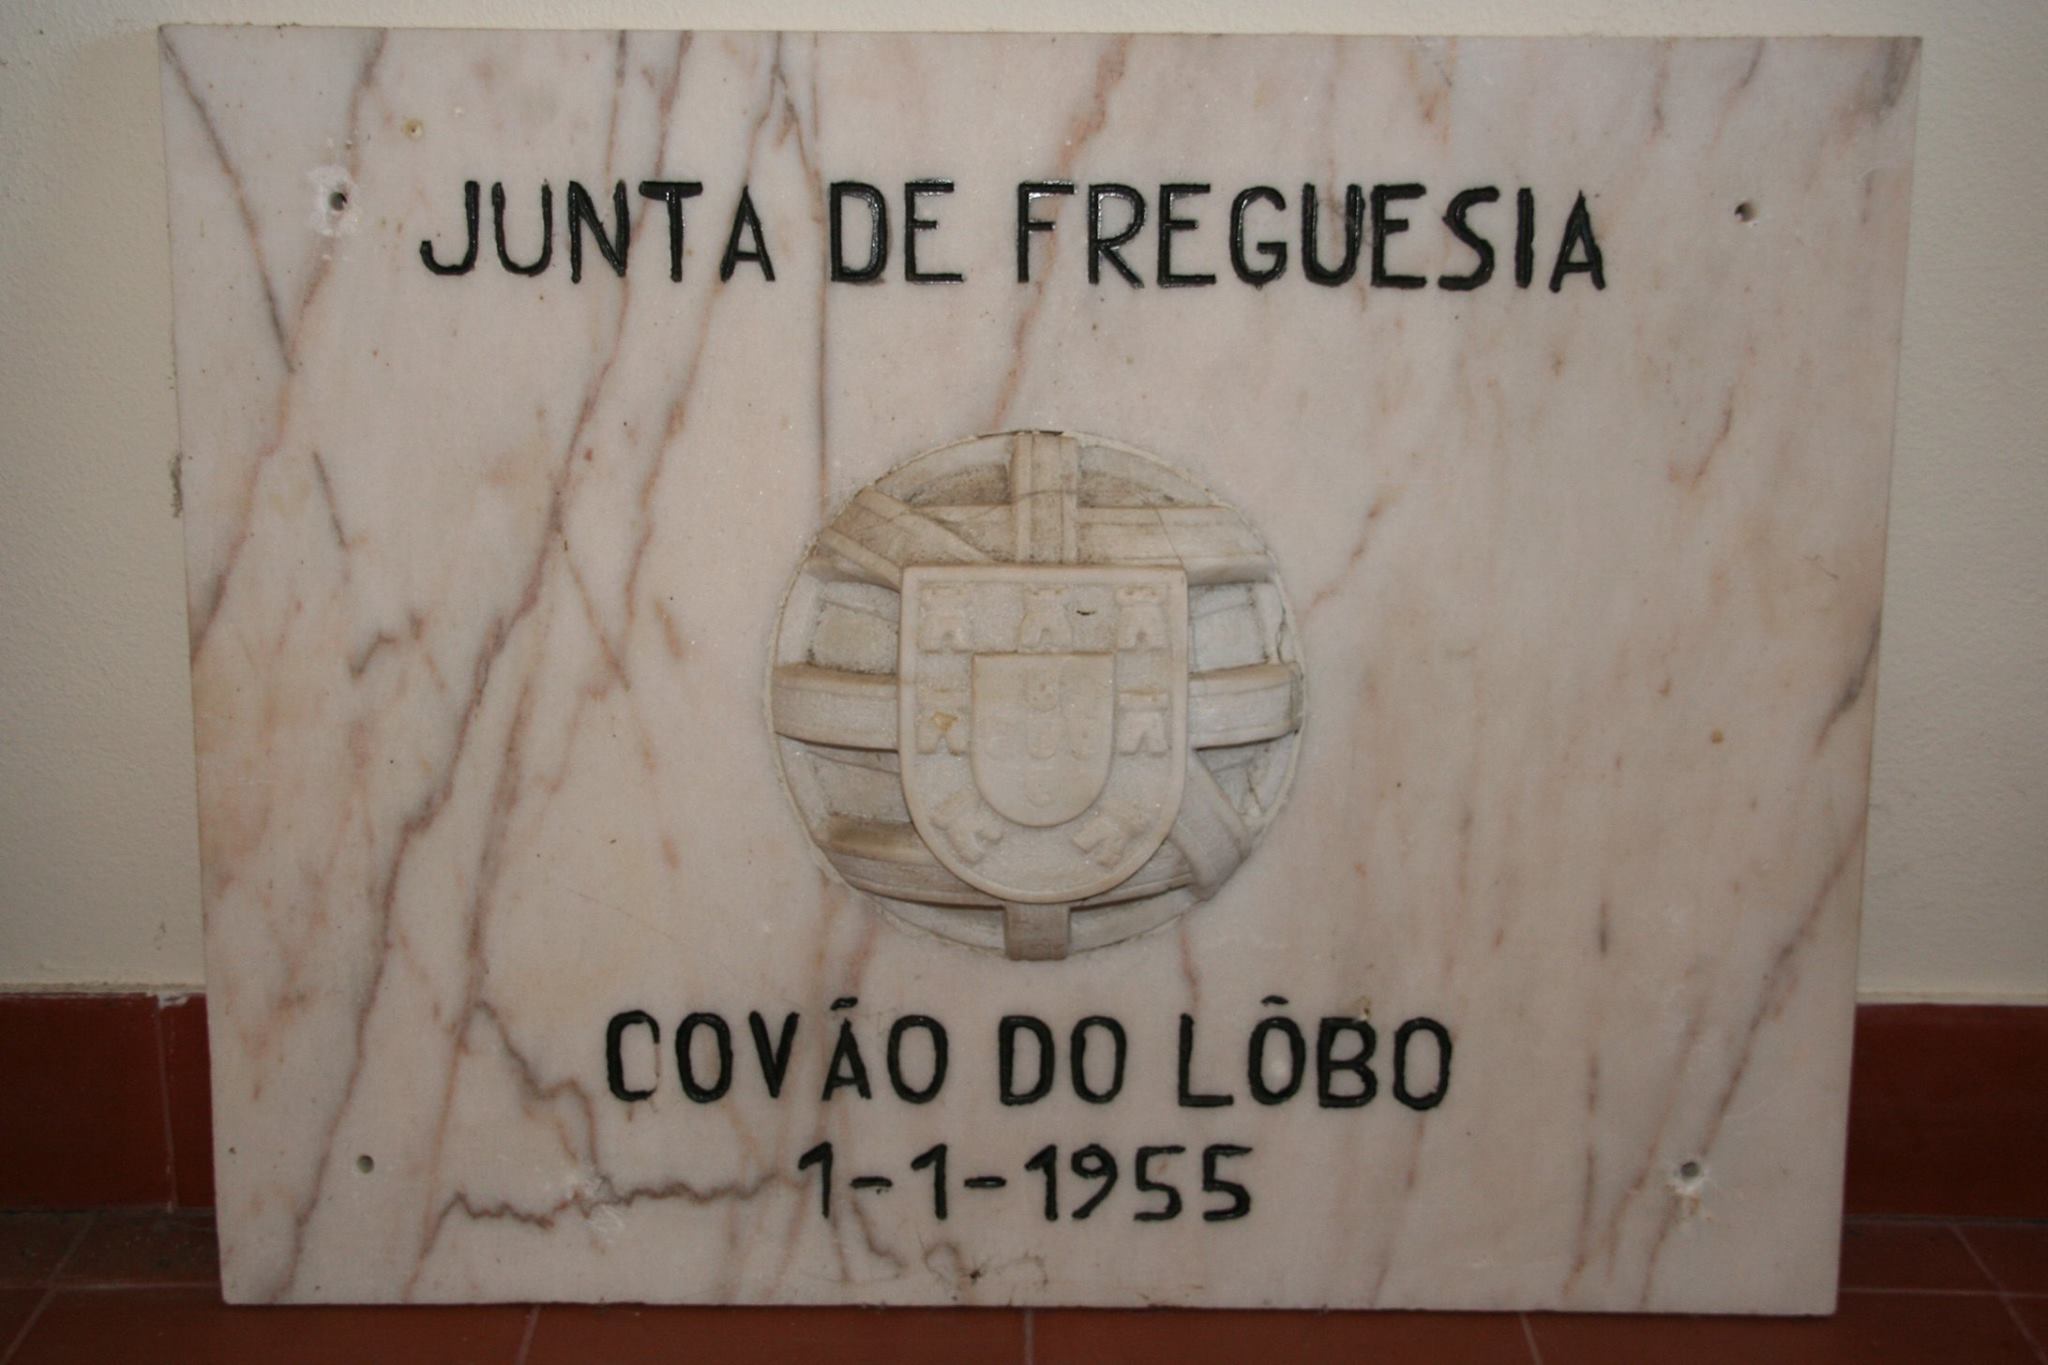 JUNTA DE FREGUESIA
COVÃO DO LÔBO
1-1-1955